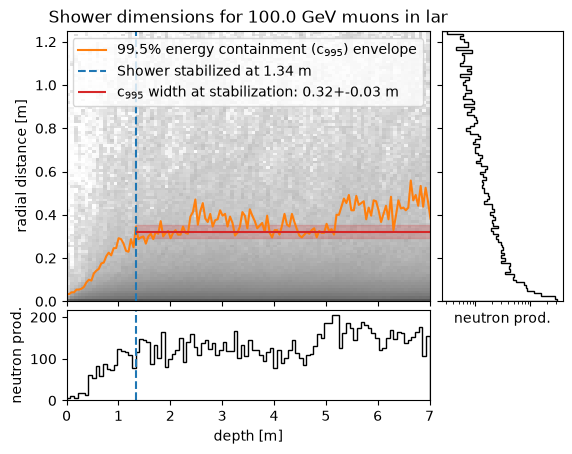 Shower dimensions for 100.0 GeV muons in lar
99.5% energy containment (c995) envelope
Shower stabilized at 1.34 m
c995 width at stabilization: 0.32+-0.03 m
radial distance [m]
1.2
1.0
0.8
0.6
0.4
0.2
0.0
neutron prod.
neutron prod.
200
100
0
0 1 2 3 4 5 6 7
depth [m]